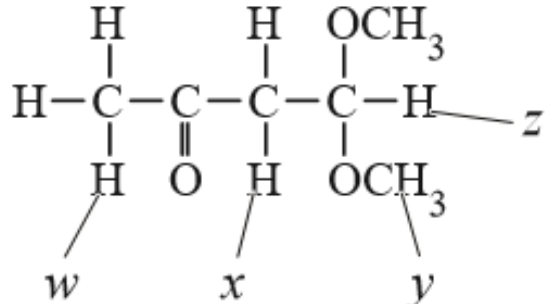 H H OCH₃
H—C—C—C—C—H
z
H O H OCH₃
w x y